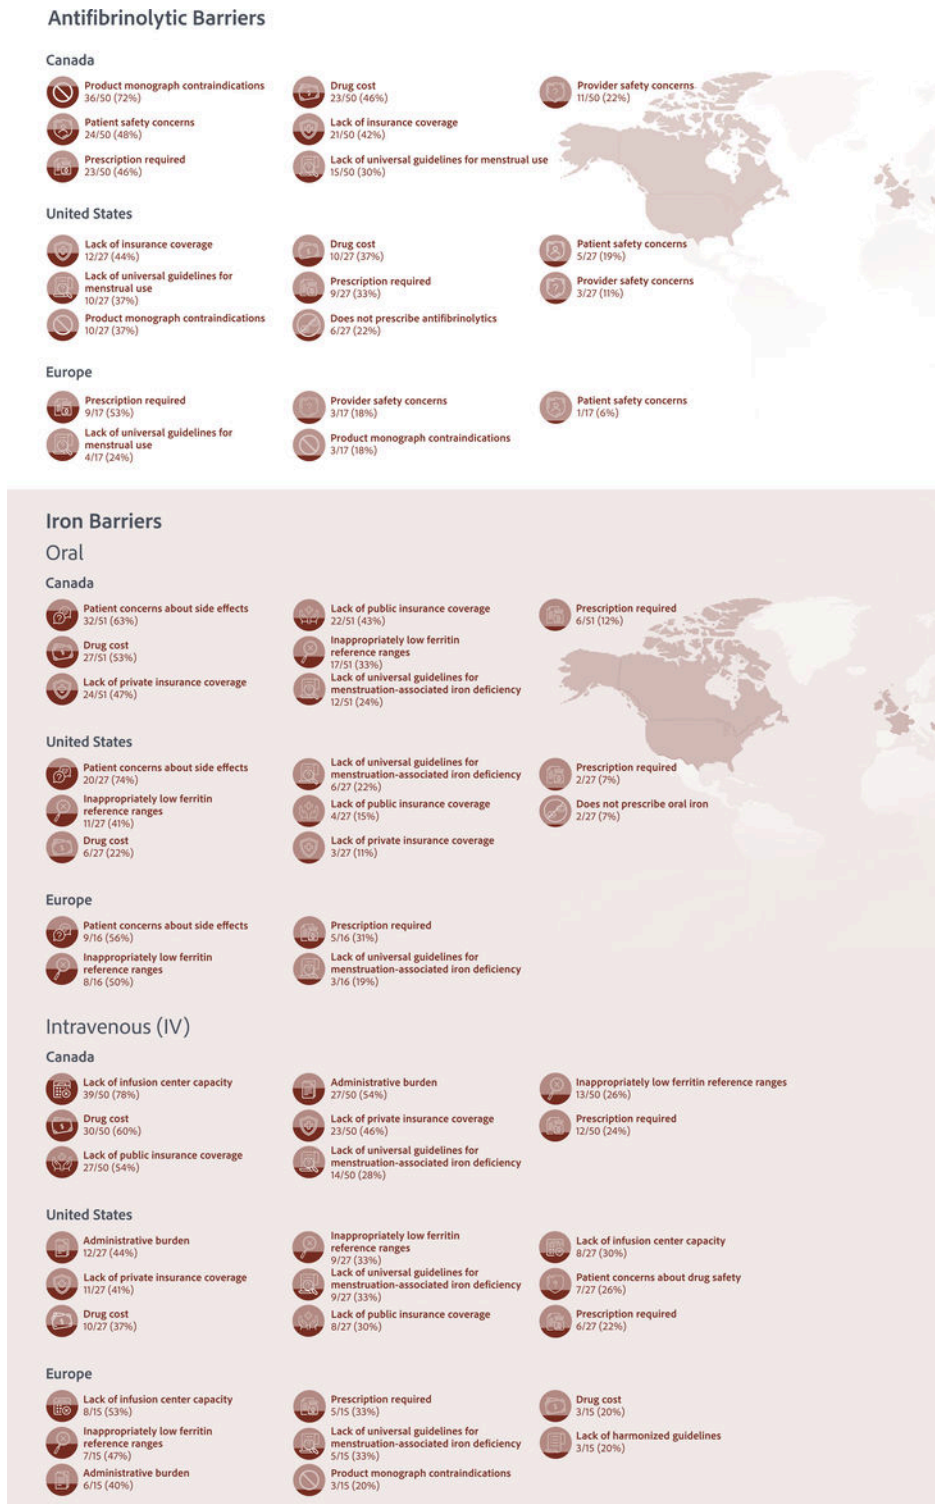 Antifibrinolytic Barriers
Canada
Product monograph contraindications
36/50 (72%)
Patient safety concerns
24/50 (48%)
Prescription required
23/50 (46%)
Drug cost
23/50 (46%)
Lack of insurance coverage
21/50 (42%)
Lack of universal guidelines for menstrual use
15/50 (30%)
Provider safety concerns
11/50 (22%)
United States
Lack of insurance coverage
12/27 (44%)
Lack of universal guidelines for
menstrual use
10/27 (37%)
Product monograph contraindications
10/27 (37%)
Drug cost
10/27 (37%)
Prescription required
9/27 (33%)
Does not prescribe antifibrinolytics
6/27 (22%)
Patient safety concerns
5/27 (19%)
Provider safety concerns
3/27 (11%)
Europe
Prescription required
9/17 (53%)
Lack of universal guidelines for
menstrual use
4/17 (24%)
Provider safety concerns
3/17 (18%)
Product monograph contraindications
3/17 (18%)
Patient safety concerns
1/17 (6%)
Iron Barriers
Oral
Canada
Patient concerns about side effects
32/51 (63%)
Drug cost
27/51 (53%)
Lack of private insurance coverage
24/51 (47%)
Lack of public insurance coverage
22/51 (43%)
Inappropriately low ferritin
reference ranges
17/51 (33%)
Lack of universal guidelines for
menstruation-associated iron deficiency
12/51 (24%)
Prescription required
6/51 (12%)
United States
Patient concerns about side effects
20/27 (74%)
Inappropriately low ferritin
reference ranges
11/27 (41%)
Drug cost
6/27 (22%)
Lack of universal guidelines for
menstruation-associated iron deficiency
6/27 (22%)
Lack of public insurance coverage
4/27 (15%)
Lack of private insurance coverage
3/27 (11%)
Prescription required
2/27 (7%)
Does not prescribe oral iron
2/27 (7%)
Europe
Patient concerns about side effects
9/16 (56%)
Inappropriately low ferritin
reference ranges
8/16 (50%)
Prescription required
5/16 (31%)
Lack of universal guidelines for
menstruation-associated iron deficiency
3/16 (19%)
Intravenous (IV)
Canada
Lack of infusion center capacity
39/50 (78%)
Drug cost
30/50 (60%)
Lack of public insurance coverage
27/50 (54%)
Administrative burden
27/50 (54%)
Lack of private insurance coverage
23/50 (46%)
Lack of universal guidelines for
menstruation-associated iron deficiency
14/50 (28%)
Inappropriately low ferritin reference ranges
13/50 (26%)
Prescription required
12/50 (24%)
United States
Administrative burden
12/27 (44%)
Lack of private insurance coverage
11/27 (41%)
Drug cost
10/27 (37%)
Inappropriately low ferritin
reference ranges
9/27 (33%)
Lack of universal guidelines for
menstruation-associated iron deficiency
9/27 (33%)
Lack of public insurance coverage
8/27 (30%)
Lack of infusion center capacity
8/27 (30%)
Patient concerns about drug safety
7/27 (26%)
Prescription required
6/27 (22%)
Europe
Lack of infusion center capacity
8/15 (53%)
Inappropriately low ferritin
reference ranges
7/15 (47%)
Administrative burden
6/15 (40%)
Prescription required
5/15 (33%)
Lack of universal guidelines for
menstruation-associated iron deficiency
5/15 (33%)
Product monograph contraindications
3/15 (20%)
Drug cost
3/15 (20%)
Lack of harmonized guidelines
3/15 (20%)